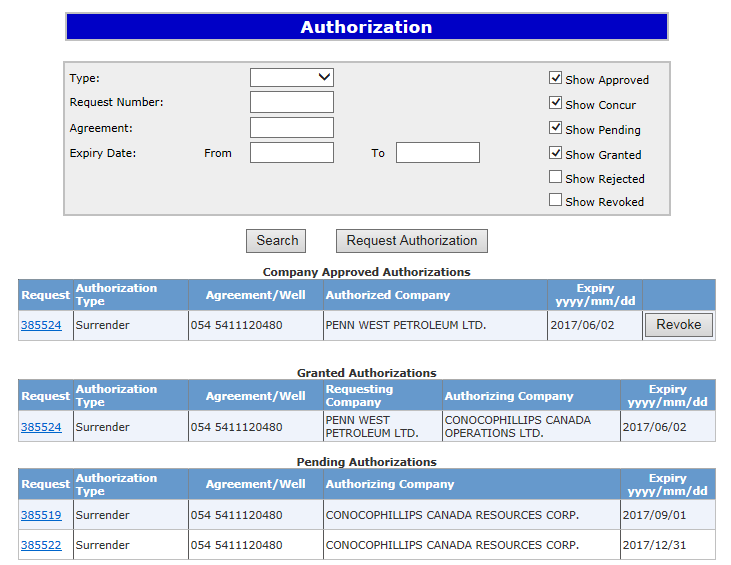 Authorization
Type: Show Approved
Request Number: Show Concur
Agreement: Show Pending
Expiry Date: From To Show Granted
Show Rejected
Show Revoked
Search Request Authorization
Company Approved Authorizations
Request Authorization Type Agreement/Well Authorized Company Expiry yyyy/mm/dd
385524 Surrender 054 5411120480 PENN WEST PETROLEUM LTD. 2017/06/02 Revoke
Granted Authorizations
Request Authorization Type Agreement/Well Requesting Company Authorizing Company Expiry yyyy/mm/dd
385524 Surrender 054 5411120480 PENN WEST PETROLEUM LTD. CONOCOPHILLIPS CANADA OPERATIONS LTD. 2017/06/02
Pending Authorizations
Request Authorization Type Agreement/Well Authorizing Company Expiry yyyy/mm/dd
385519 Surrender 054 5411120480 CONOCOPHILLIPS CANADA RESOURCES CORP. 2017/09/01
385522 Surrender 054 5411120480 CONOCOPHILLIPS CANADA RESOURCES CORP. 2017/12/31